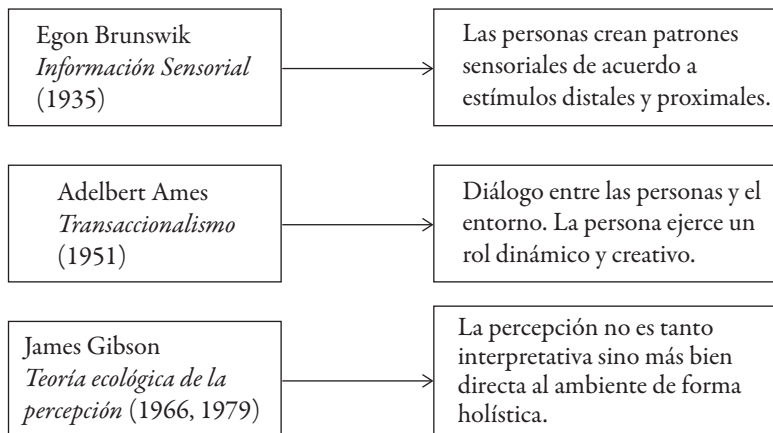 Egon Brunswik
Información Sensorial
(1935)
Las personas crean patrones
sensoriales de acuerdo a
estímulos distales y proximales.
Adelbert Ames
Transaccionalismo
(1951)
Diálogo entre las personas y el
entorno. La persona ejerce un
rol dinámico y creativo.
James Gibson
Teoría ecológica de la
percepción (1966, 1979)
La percepción no es tanto
interpretativa sino más bien
directa al ambiente de forma
holística.